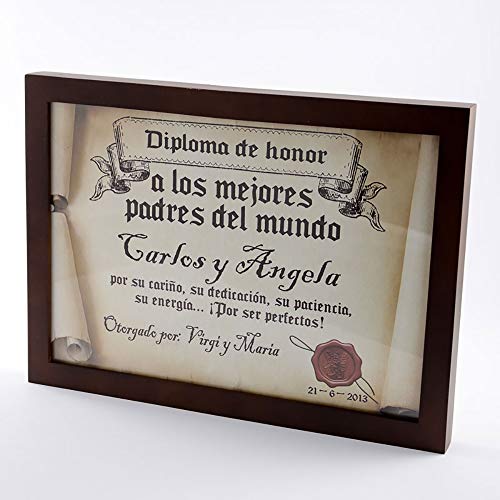 Diploma de honor
a los mejores
padres del mundo
Carlos y Angela
por su cariño, su dedicación, su paciencia,
su energía... ¡Por ser perfectos!
Otorgado por: Virgi y Maria
21-6-2013